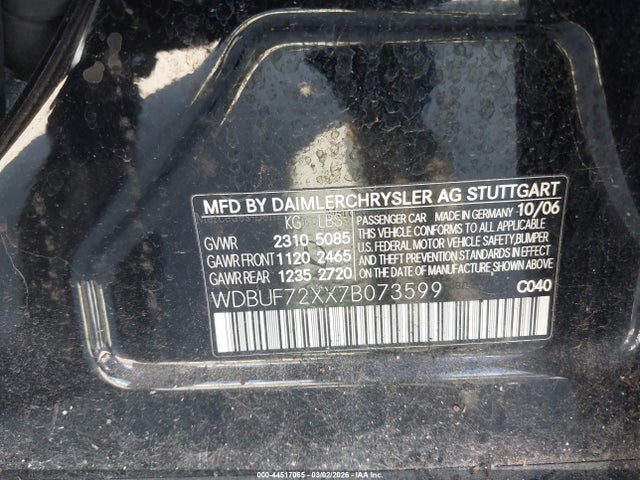 MFD BY DAIMLERCHRYSLER AG STUTTGART
KG LBS PASSENGER CAR MADE IN GERMANY 10/06
GVWR 2310 5085 THIS VEHICLE CONFORMS TO ALL APPLICABLE
GAWR FRONT 1120 2465 U.S. FEDERAL MOTOR VEHICLE SAFETY, BUMPER
GAWR REAR 1235 2720 AND THEFT PREVENTION STANDARDS IN EFFECT
ON THE DATE OF MANUFACTURE, SHOWN ABOVE.
WDBUF72XX7B073599 C040
000-44517065 03/02/2026 IAA Inc.